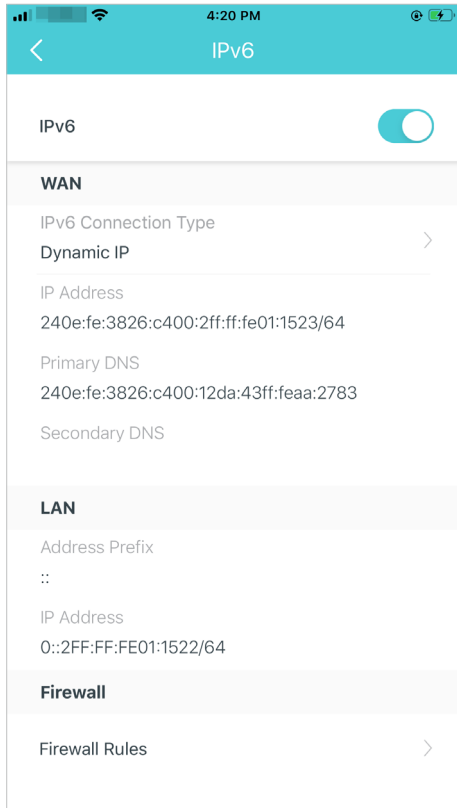 4:20 PM
IPv6
IPv6
WAN
IPv6 Connection Type
Dynamic IP
IP Address
240e:fe:3826:c400:2ff:ff:fe01:1523/64
Primary DNS
240e:fe:3826:c400:12da:43ff:feaa:2783
Secondary DNS
LAN
Address Prefix
::
IP Address
0::2FF:FF:FE01:1522/64
Firewall
Firewall Rules